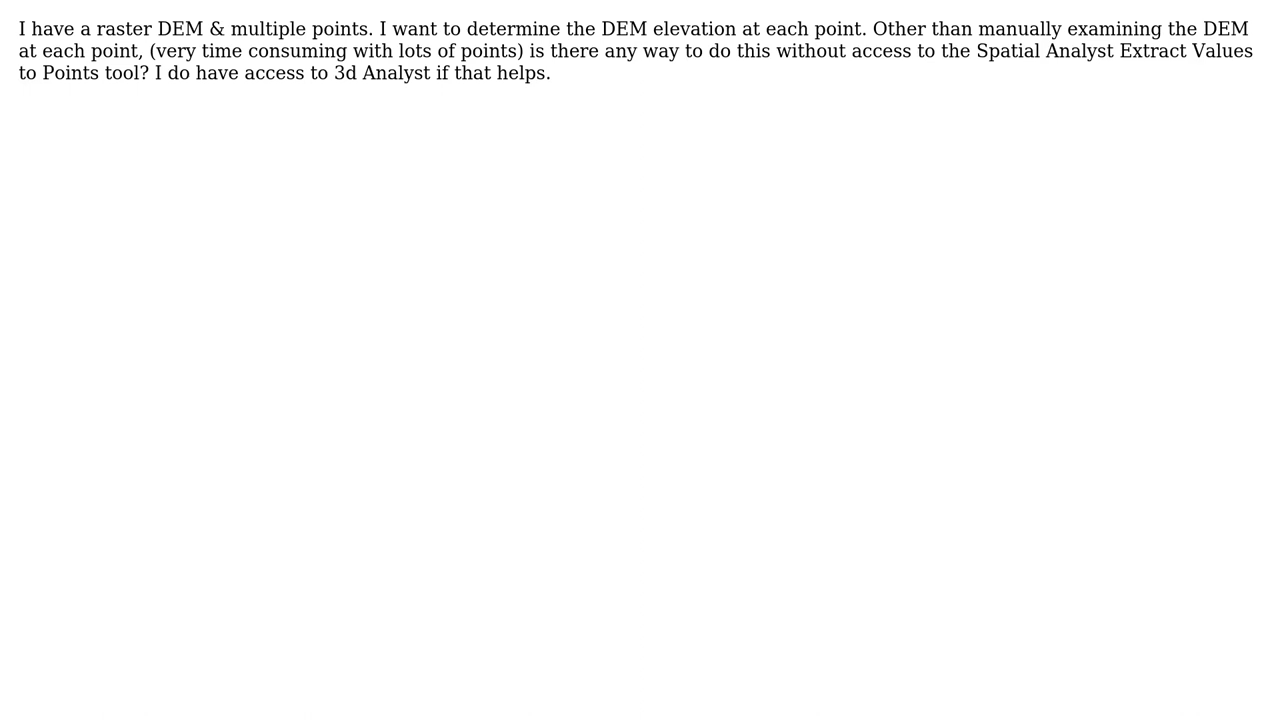 I have a raster DEM & multiple points. I want to determine the DEM elevation at each point. Other than manually examining the DEM
at each point, (very time consuming with lots of points) is there any way to do this without access to the Spatial Analyst Extract Values
to Points tool? I do have access to 3d Analyst if that helps.